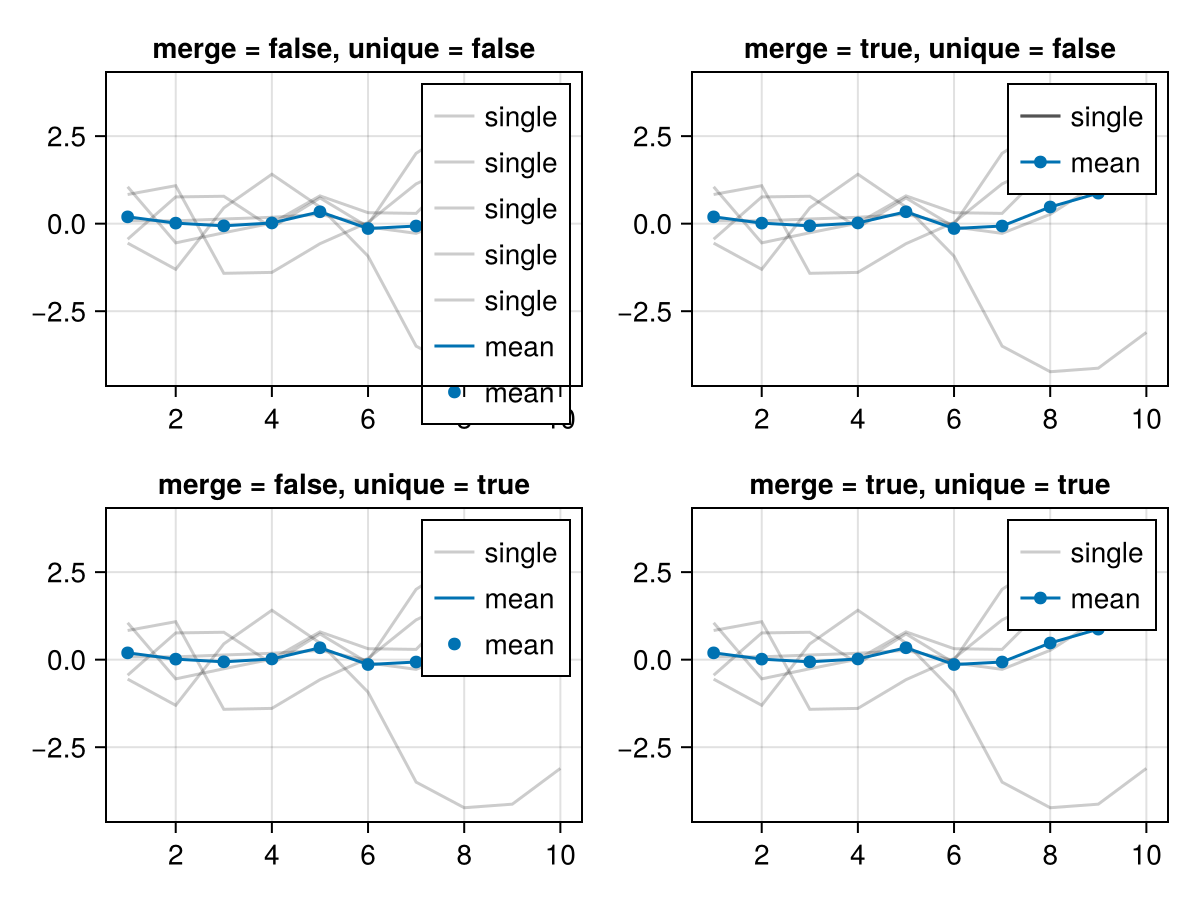 merge = false, unique = false
single
single
single
single
single
mean
mean
2.5
0.0
−2.5
2
4
6
8
10
merge = true, unique = false
single
mean
2.5
0.0
−2.5
2
4
6
8
10
merge = false, unique = true
single
mean
mean
2.5
0.0
−2.5
2
4
6
8
10
merge = true, unique = true
single
mean
2.5
0.0
−2.5
2
4
6
8
10